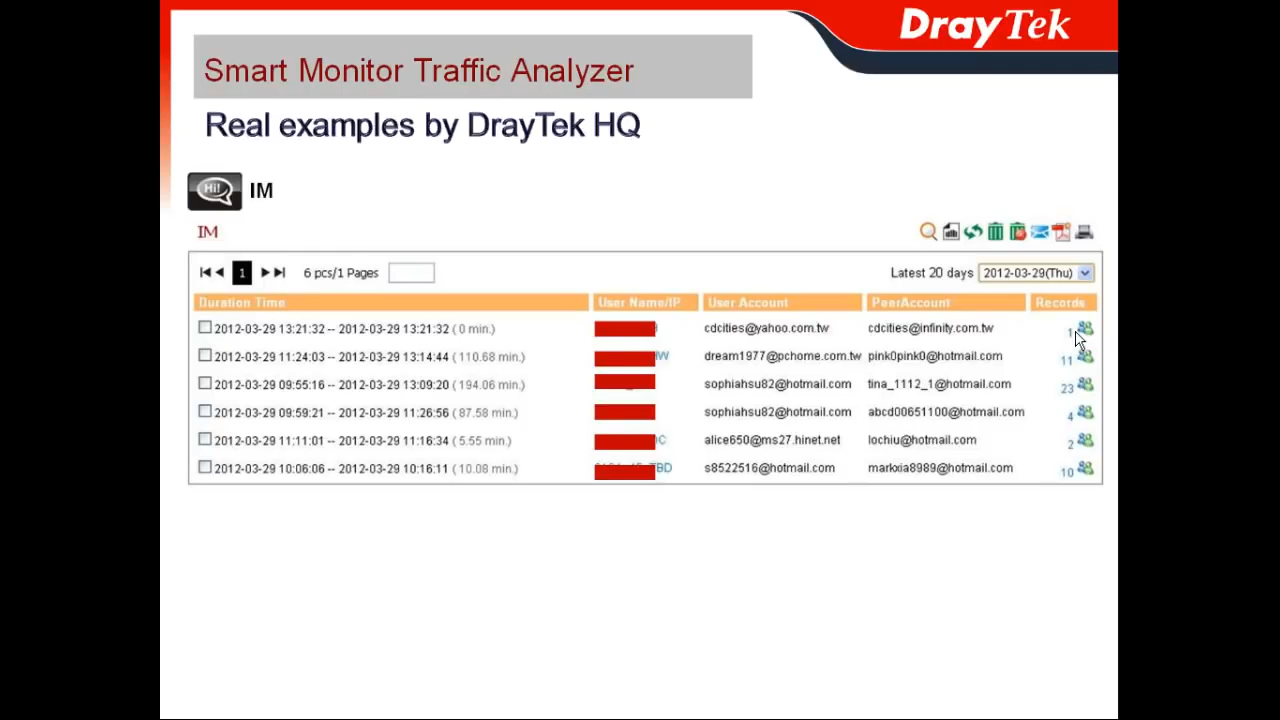 DrayTek
Smart Monitor Traffic Analyzer
Real examples by DrayTek HQ
Hi!
IM
IM
1 6 pcs/1 Pages Latest 20 days 2012-03-29(Thu)
Duration Time User Name/IP User Account PeerAccount Records
2012-03-29 13:21:32 -- 2012-03-29 13:21:32 ( 0 min.) cdcities@yahoo.com.tw cdcities@infinity.com.tw 1
2012-03-29 11:24:03 -- 2012-03-29 13:14:44 ( 110.68 min.) dream1977@pchome.com.tw pink0pink0@hotmail.com 11
2012-03-29 09:55:16 -- 2012-03-29 13:09:20 ( 194.06 min.) sophiahsu82@hotmail.com tina_1112_1@hotmail.com 23
2012-03-29 09:59:21 -- 2012-03-29 11:26:56 ( 87.58 min.) sophiahsu82@hotmail.com abcd00651100@hotmail.com 4
2012-03-29 11:11:01 -- 2012-03-29 11:16:34 ( 5.55 min.) alice650@ms27.hinet.net lochiu@hotmail.com 2
2012-03-29 10:06:06 -- 2012-03-29 10:16:11 ( 10.08 min.) s8522516@hotmail.com markxia8989@hotmail.com 10